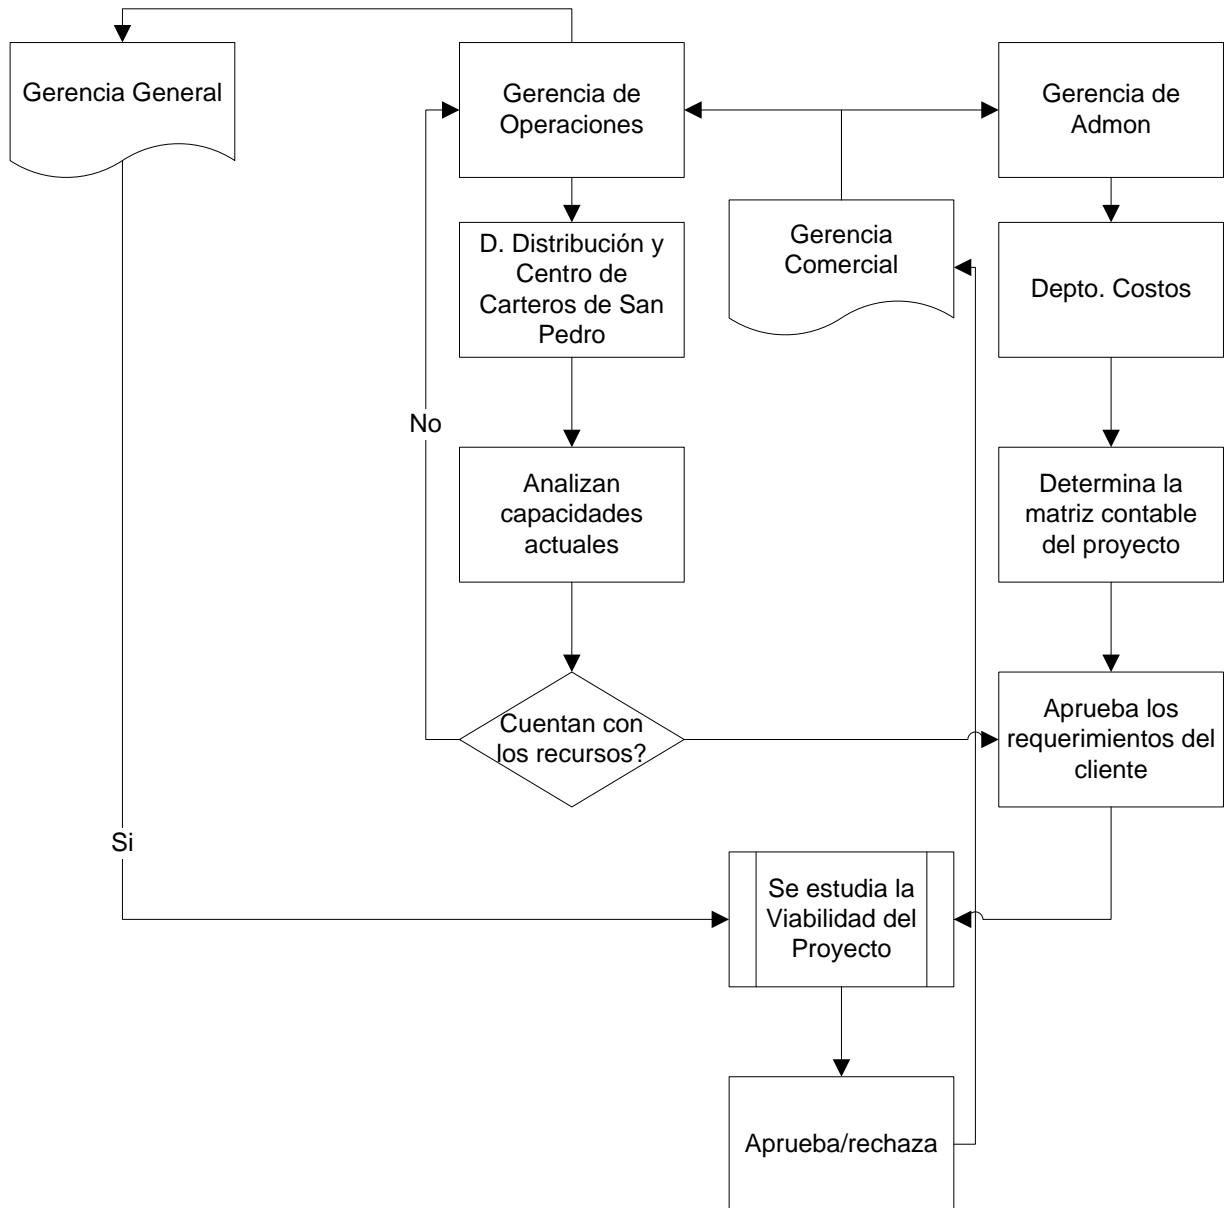 Gerencia General
Gerencia de
Operaciones
Gerencia de
Admon
D. Distribución y
Centro de
Carteros de San
Pedro
Gerencia
Comercial
Depto. Costos
No
Analizan
capacidades
actuales
Determina la
matriz contable
del proyecto
Cuentan con
los recursos?
Aprueba los
requerimientos del
cliente
Si
Se estudia la
Viabilidad del
Proyecto
Aprueba/rechaza